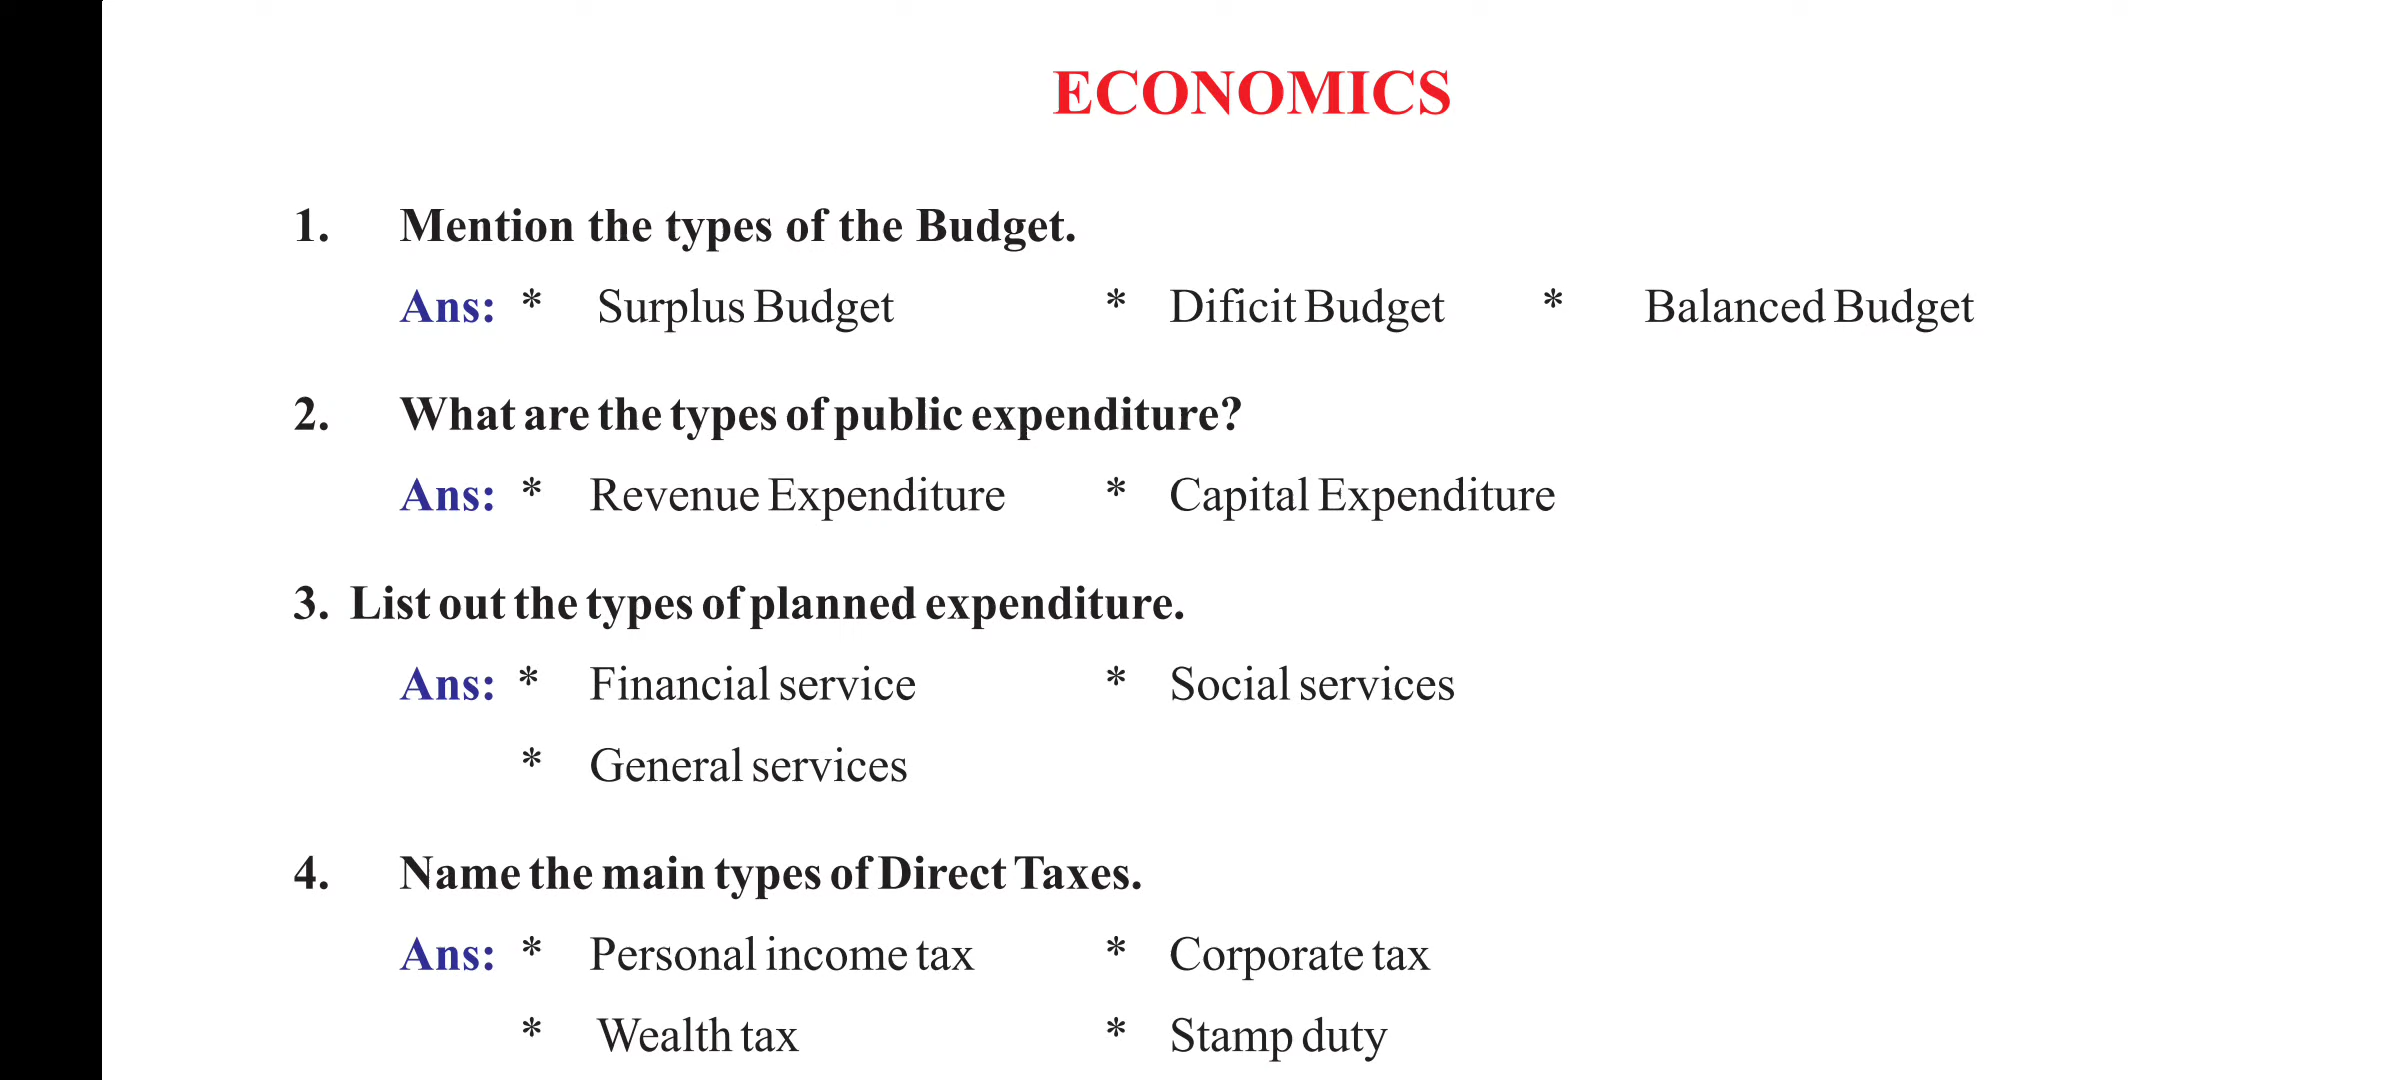 ECONOMICS
1. Mention the types of the Budget.
Ans: * Surplus Budget * Dificit Budget * Balanced Budget
2. What are the types of public expenditure?
Ans: * Revenue Expenditure * Capital Expenditure
3. List out the types of planned expenditure.
Ans: * Financial service * Social services
* General services
4. Name the main types of Direct Taxes.
Ans: * Personal income tax * Corporate tax
* Wealth tax * Stamp duty